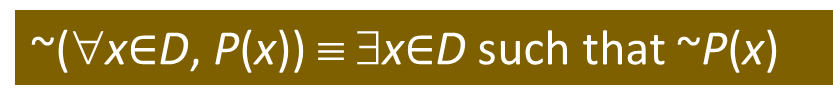 ~(∀x∈D, P(x)) ≡ ∃x∈D such that ~P(x)